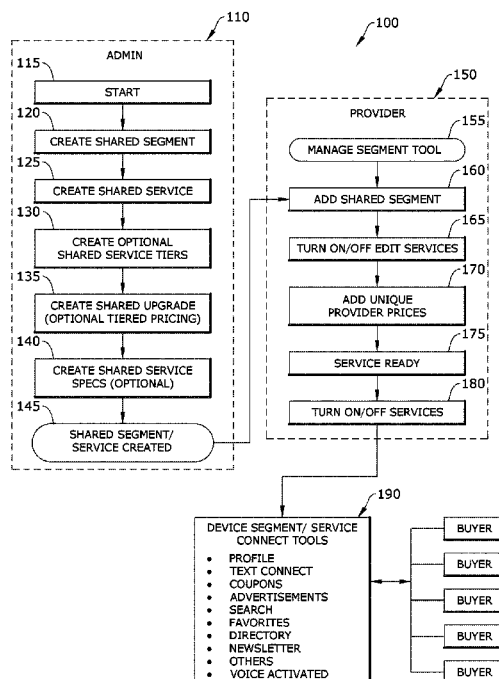 110
100
ADMIN
115
START
120
CREATE SHARED SEGMENT
125
CREATE SHARED SERVICE
130
CREATE OPTIONAL
SHARED SERVICE TIERS
135
CREATE SHARED UPGRADE
(OPTIONAL TIERED PRICING)
140
CREATE SHARED SERVICE
SPECS (OPTIONAL)
145
SHARED SEGMENT/
SERVICE CREATED
150
PROVIDER
155
MANAGE SEGMENT TOOL
160
ADD SHARED SEGMENT
165
TURN ON/OFF EDIT SERVICES
170
ADD UNIQUE
PROVIDER PRICES
175
SERVICE READY
180
TURN ON/OFF SERVICES
190
DEVICE SEGMENT/ SERVICE
CONNECT TOOLS
• PROFILE
• TEXT CONNECT
• COUPONS
• ADVERTISEMENTS
• SEARCH
• FAVORITES
• DIRECTORY
• NEWSLETTER
• OTHERS
• VOICE ACTIVATED
BUYER
BUYER
BUYER
BUYER
BUYER